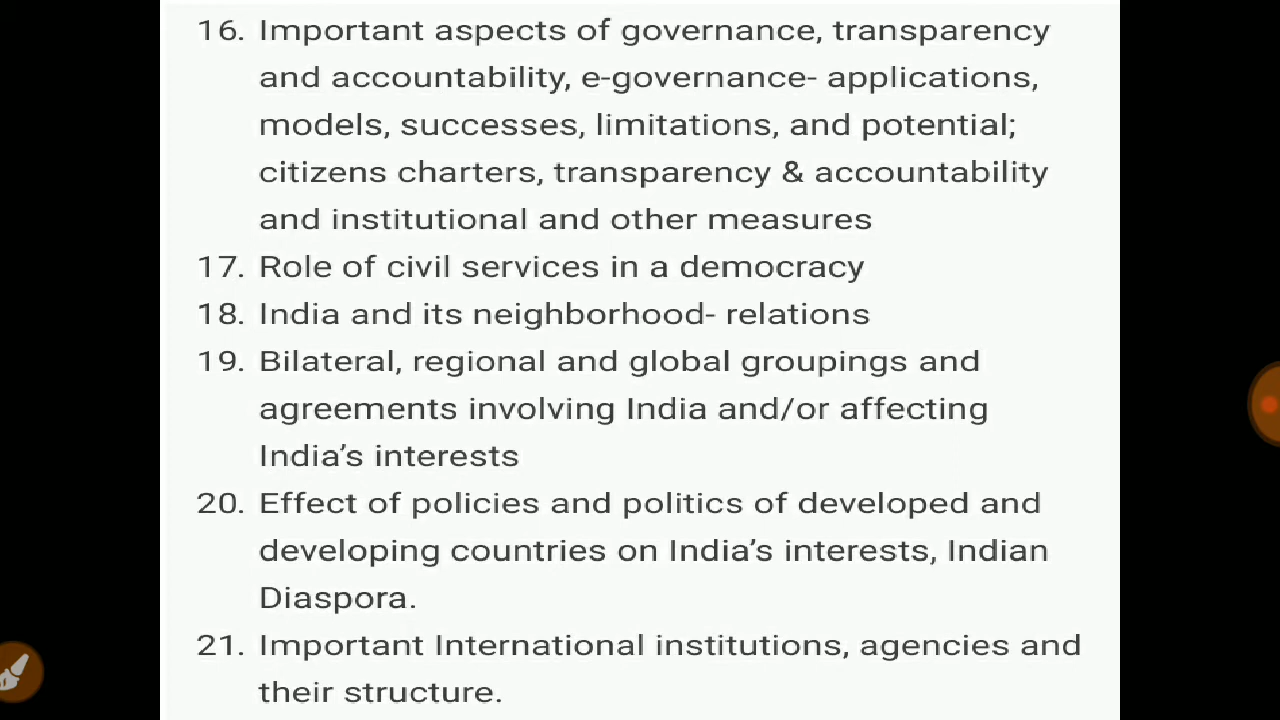 16. Important aspects of governance, transparency
and accountability, e-governance- applications,
models, successes, limitations, and potential;
citizens charters, transparency & accountability
and institutional and other measures
17. Role of civil services in a democracy
18. India and its neighborhood- relations
19. Bilateral, regional and global groupings and
agreements involving India and/or affecting
India’s interests
20. Effect of policies and politics of developed and
developing countries on India’s interests, Indian
Diaspora.
21. Important International institutions, agencies and
their structure.